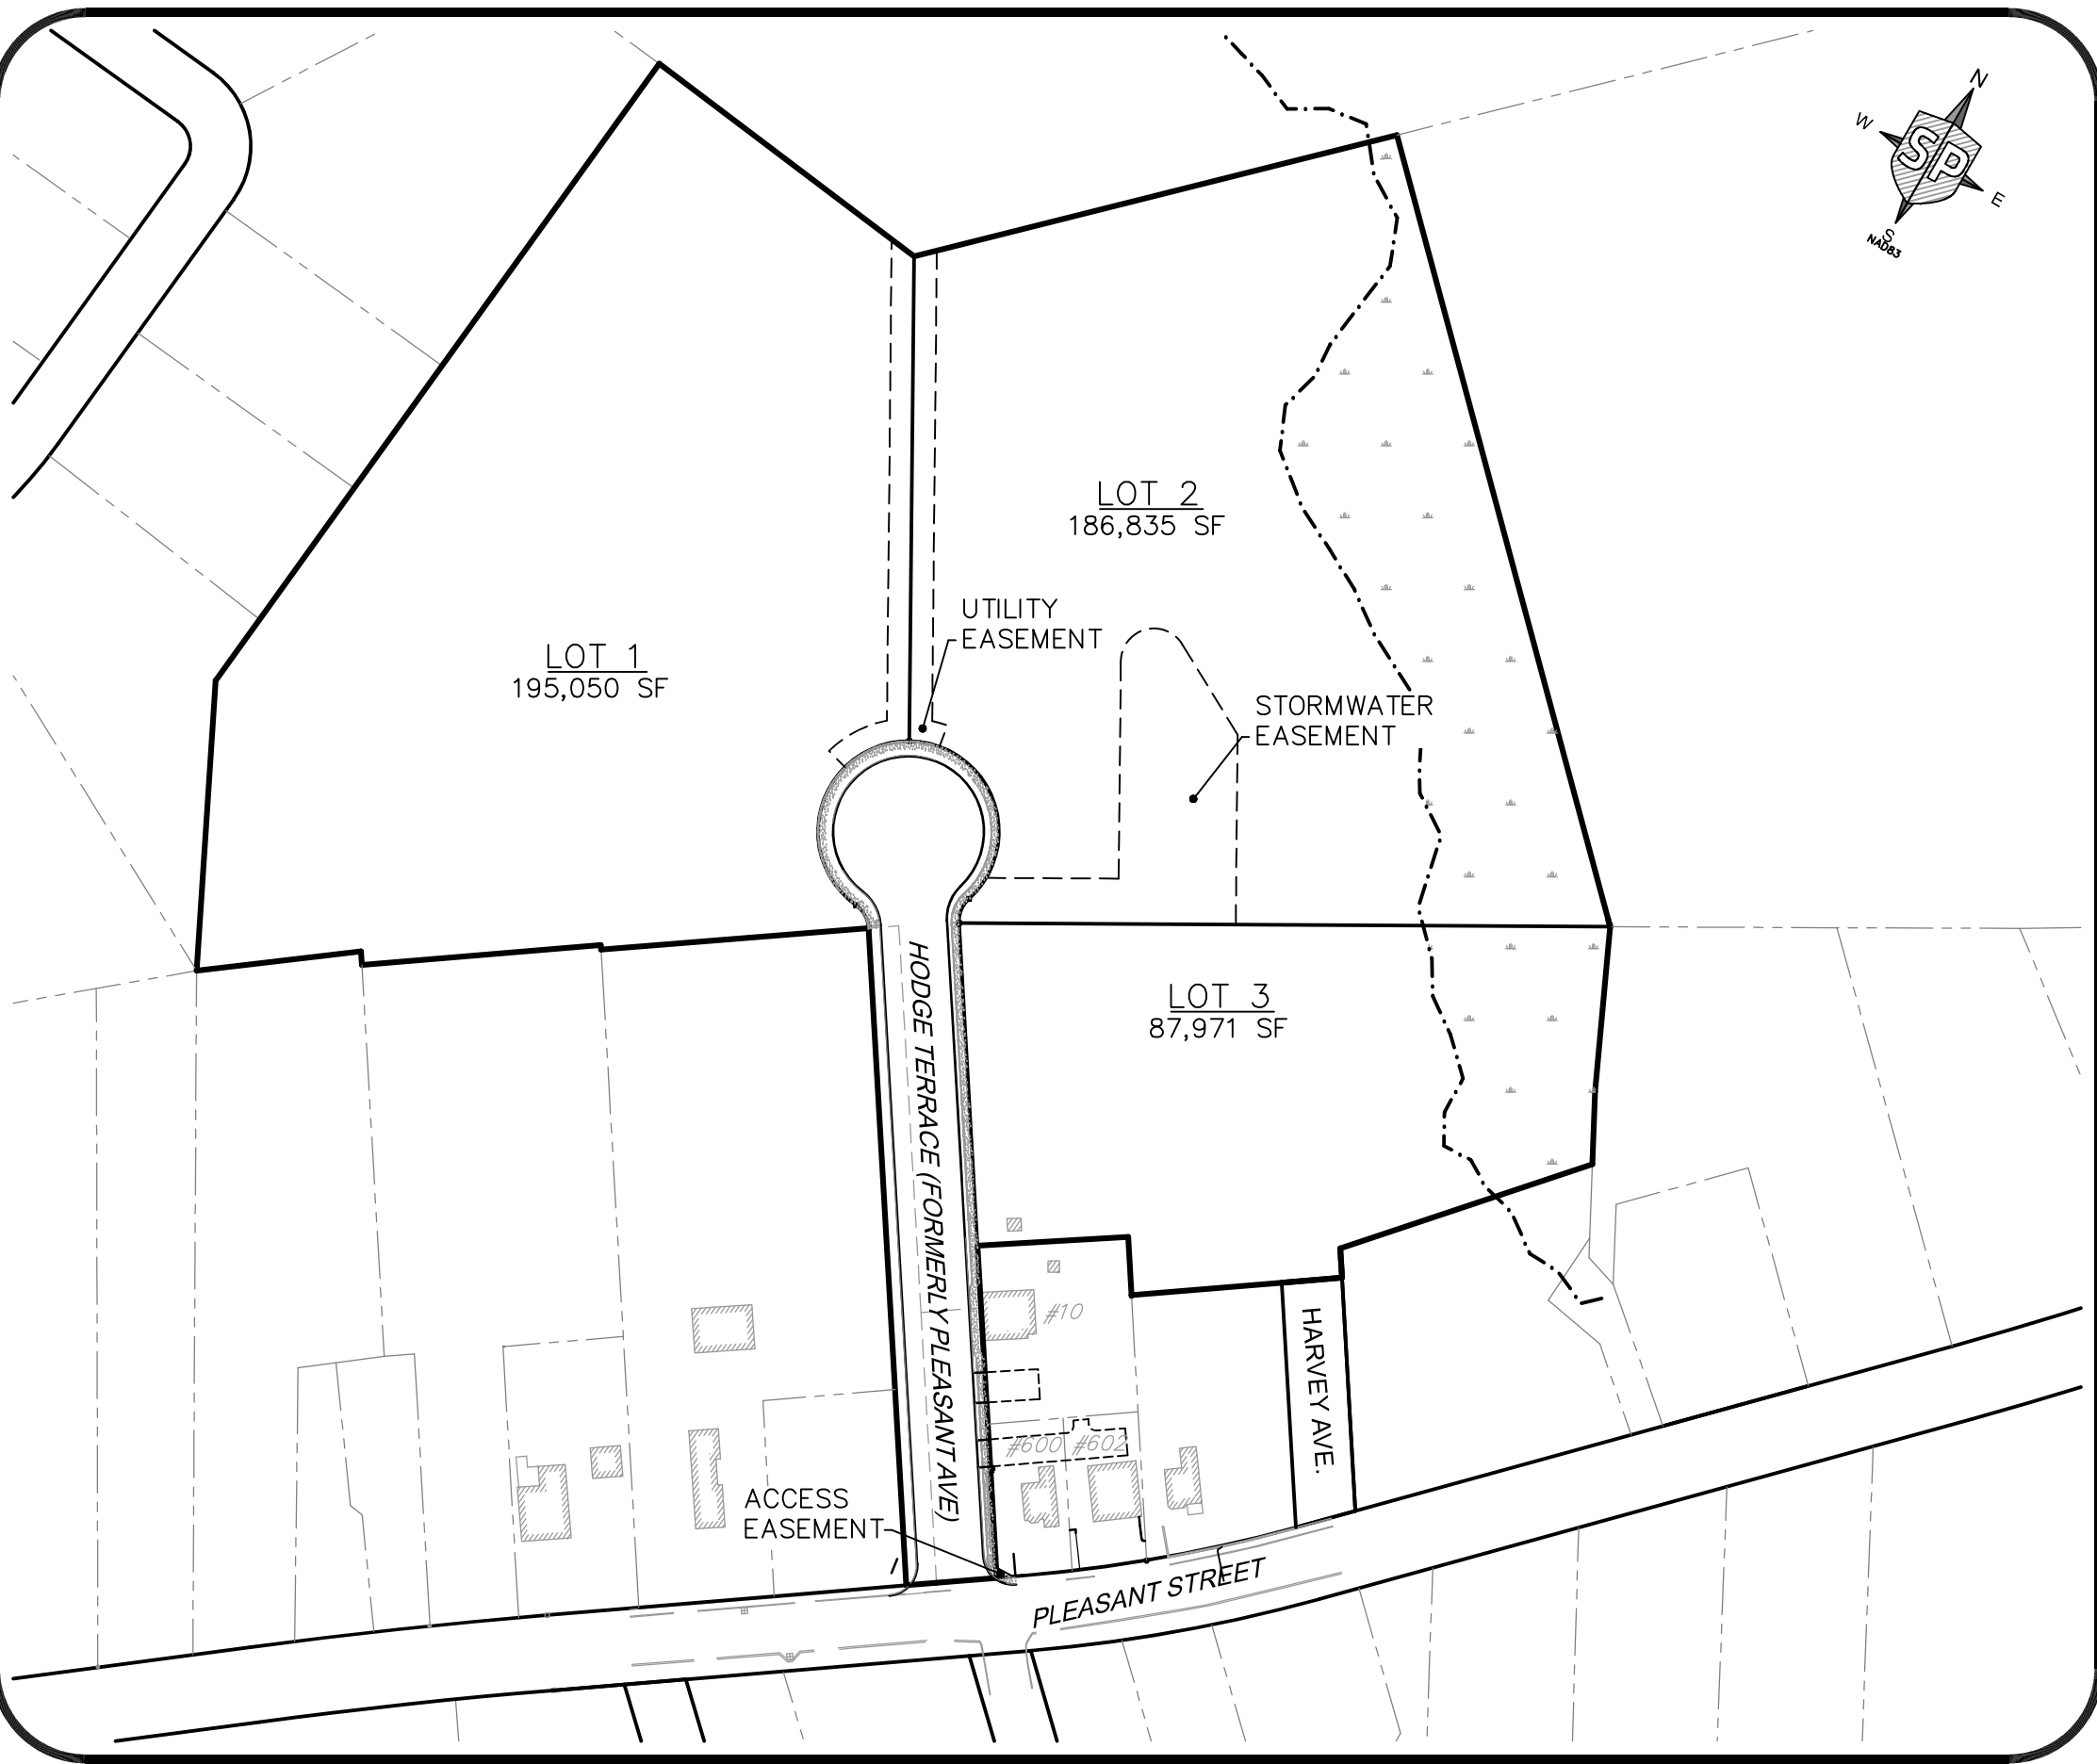 N
W
SP
E
S
NAD83
LOT 2
186,835 SF
UTILITY
EASEMENT
LOT 1
195,050 SF
STORMWATER
EASEMENT
HODGE TERRACE (FORMERLY PLEASANT AVE)
LOT 3
87,971 SF
#10
HARVEY AVE.
#600
#602
ACCESS
EASEMENT
PLEASANT STREET